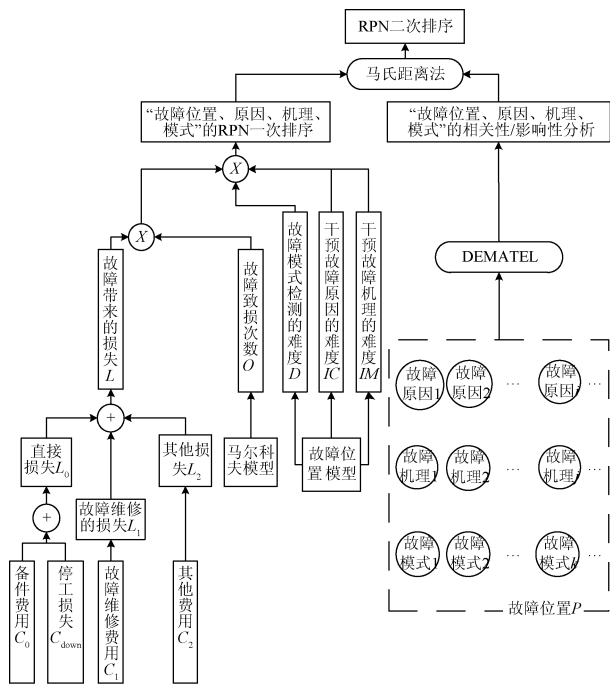 RPN二次排序
马氏距离法
“故障位置、原因、机理、
模式”的RPN一次排序
“故障位置、原因、机理、
模式”的相关性/影响性分析
X
X
故障带来的损失L
故障致损次数O
故障模式检测的难度D
干预故障原因的难度IC
干预故障机理的难度IM
DEMATEL
故障
原因1
故障
原因2
…
故障
原因i
…
故障
机理1
故障
机理2
…
故障
机理j
…
故障
模式1
故障
模式2
…
故障
模式k
…
故障位置P
+
直接
损失L₀
其他损
失L₂
马尔科
夫模型
故障位
置模型
+
故障维修
的损失L₁
备件费用C₀
停工损失C_down
故障维修费用C₁
其他费用C₂